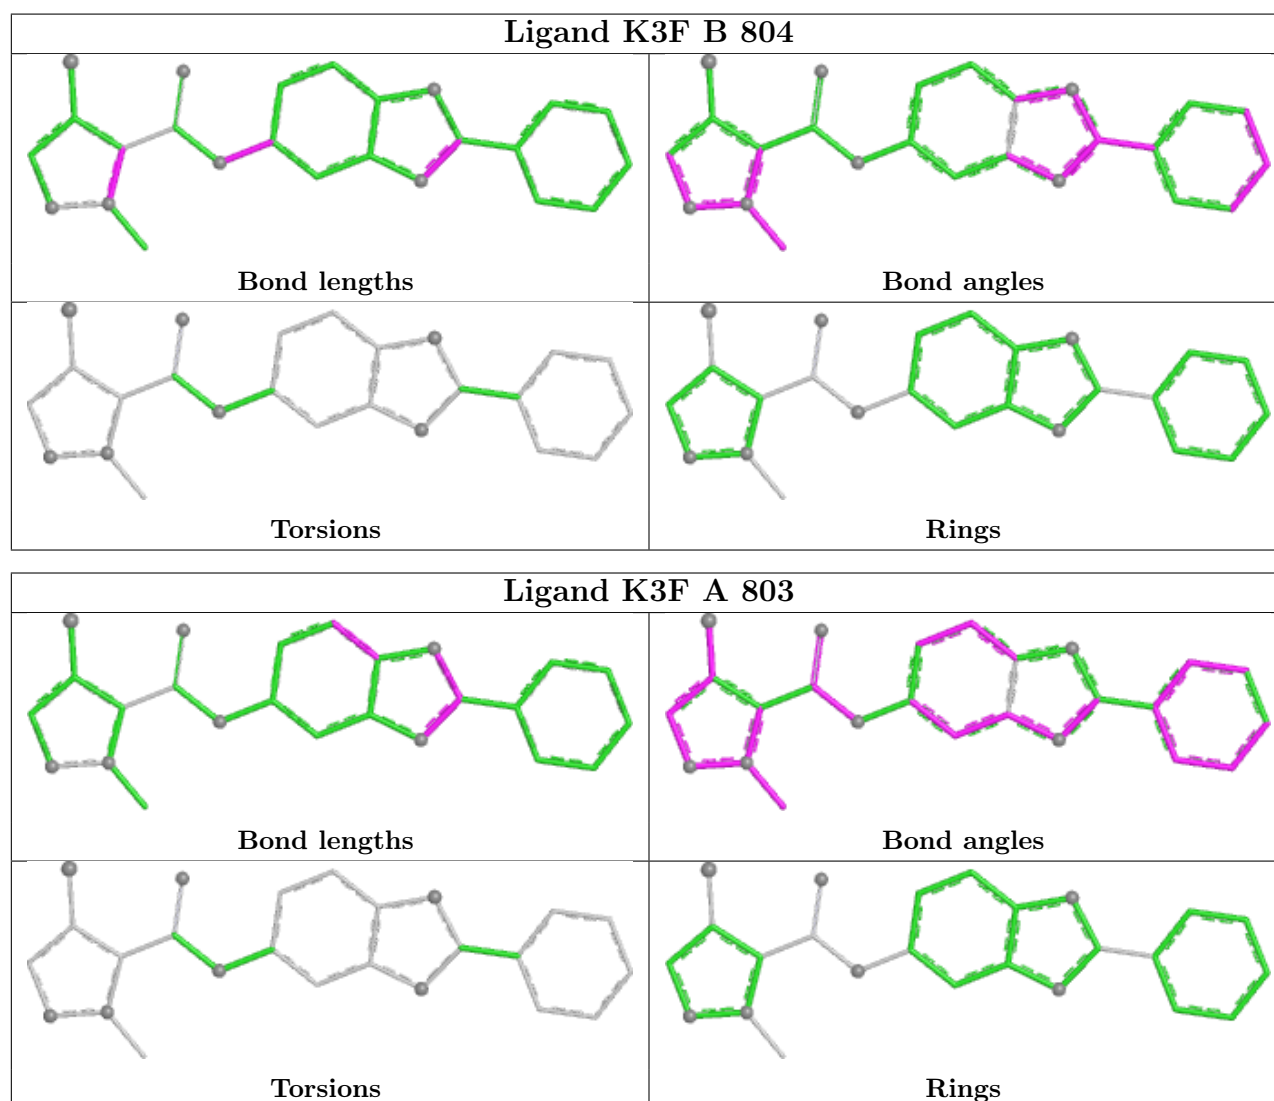 Ligand K3F B 804
Bond lengths
Bond angles
Torsions
Rings
Ligand K3F A 803
Bond lengths
Bond angles
Torsions
Rings